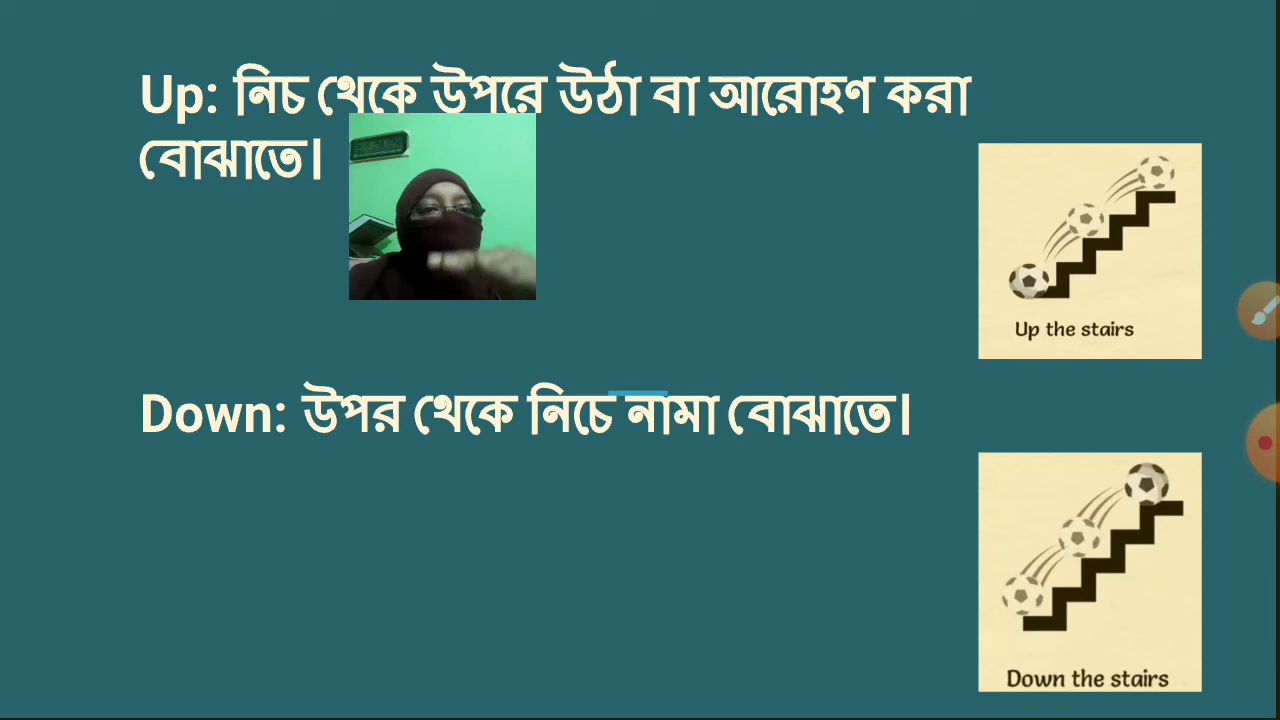 Up: নিচ থেকে উপরে উঠা বা আরোহণ করা
বোঝাতে।
Up the stairs
Down: উপর থেকে নিচে নামা বোঝাতে।
Down the stairs